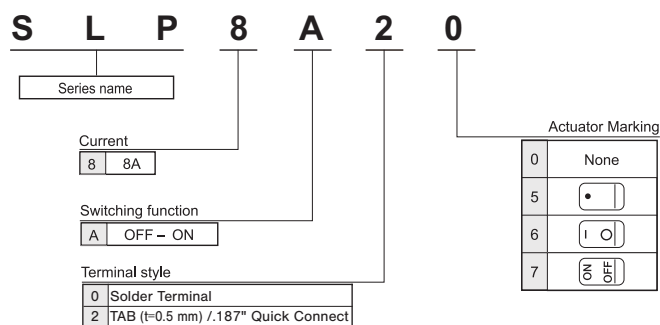 S L P 8 A 2 0
Series name
Current
8 8A
Switching function
A OFF – ON
Terminal style
0 Solder Terminal
2 TAB (t=0.5 mm) /.187" Quick Connect
Actuator Marking
0 None
5
6 I O
7 ON OFF